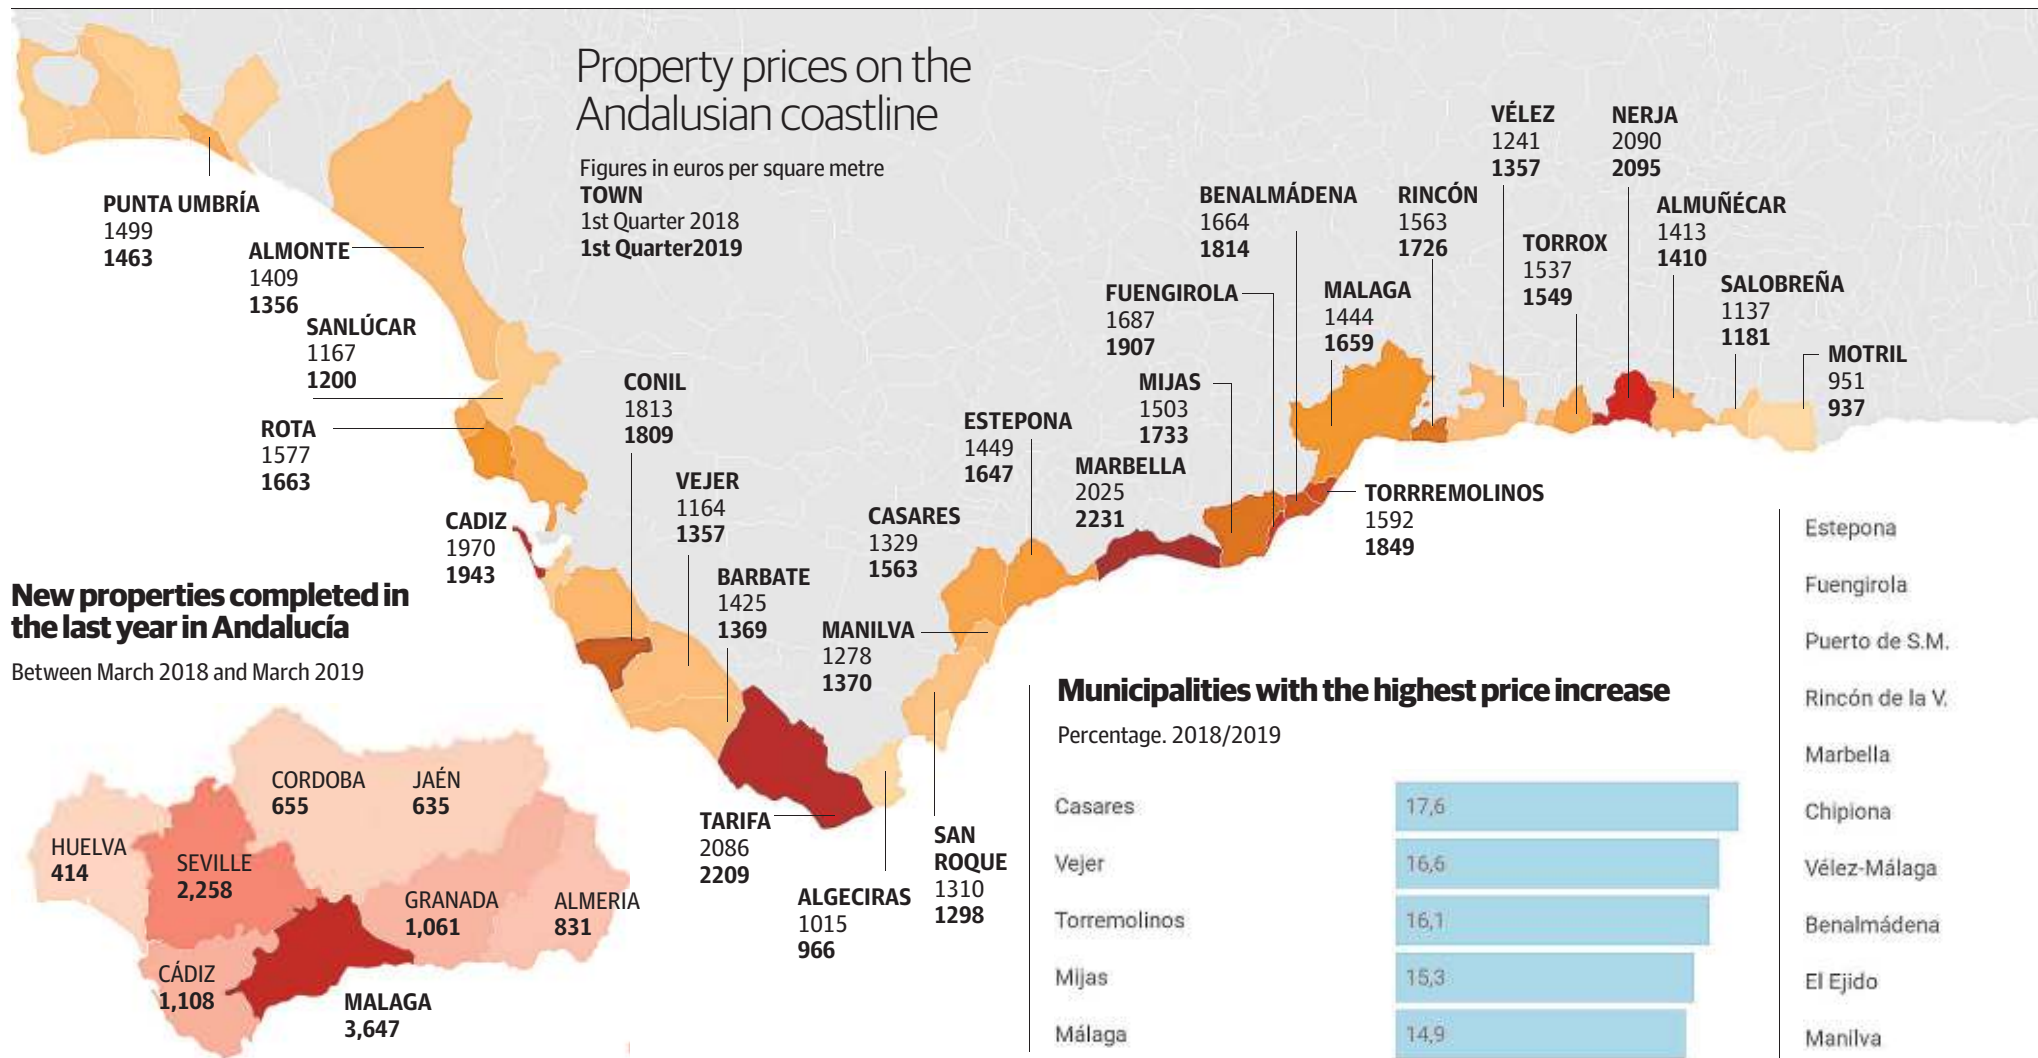 Property prices on the
Andalusian coastline
Figures in euros per square metre
TOWN
1st Quarter 2018
1st Quarter2019
PUNTA UMBRÍA
1499
1463
ALMONTE
1409
1356
SANLÚCAR
1167
1200
ROTA
1577
1663
CADIZ
1970
1943
CONIL
1813
1809
VEJER
1164
1357
BARBATE
1425
1369
TARIFA
2086
2209
ALGECIRAS
1015
966
SAN
ROQUE
1310
1298
MANILVA
1278
1370
CASARES
1329
1563
ESTEPONA
1449
1647
MARBELLA
2025
2231
MIJAS
1503
1733
FUENGIROLA
1687
1907
BENALMÁDENA
1664
1814
TORRREMOLINOS
1592
1849
MALAGA
1444
1659
RINCÓN
1563
1726
VÉLEZ
1241
1357
TORROX
1537
1549
NERJA
2090
2095
ALMUÑÉCAR
1413
1410
SALOBREÑA
1137
1181
MOTRIL
951
937
New properties completed in
the last year in Andalucía
Between March 2018 and March 2019
HUELVA
414
SEVILLE
2,258
CORDOBA
655
JAÉN
635
GRANADA
1,061
ALMERIA
831
CÁDIZ
1,108
MALAGA
3,647
Municipalities with the highest price increase
Percentage. 2018/2019
Casares 17,6
Vejer 16,6
Torremolinos 16,1
Mijas 15,3
Málaga 14,9
Estepona
Fuengirola
Puerto de S.M.
Rincón de la V.
Marbella
Chipiona
Vélez-Málaga
Benalmádena
El Ejido
Manilva